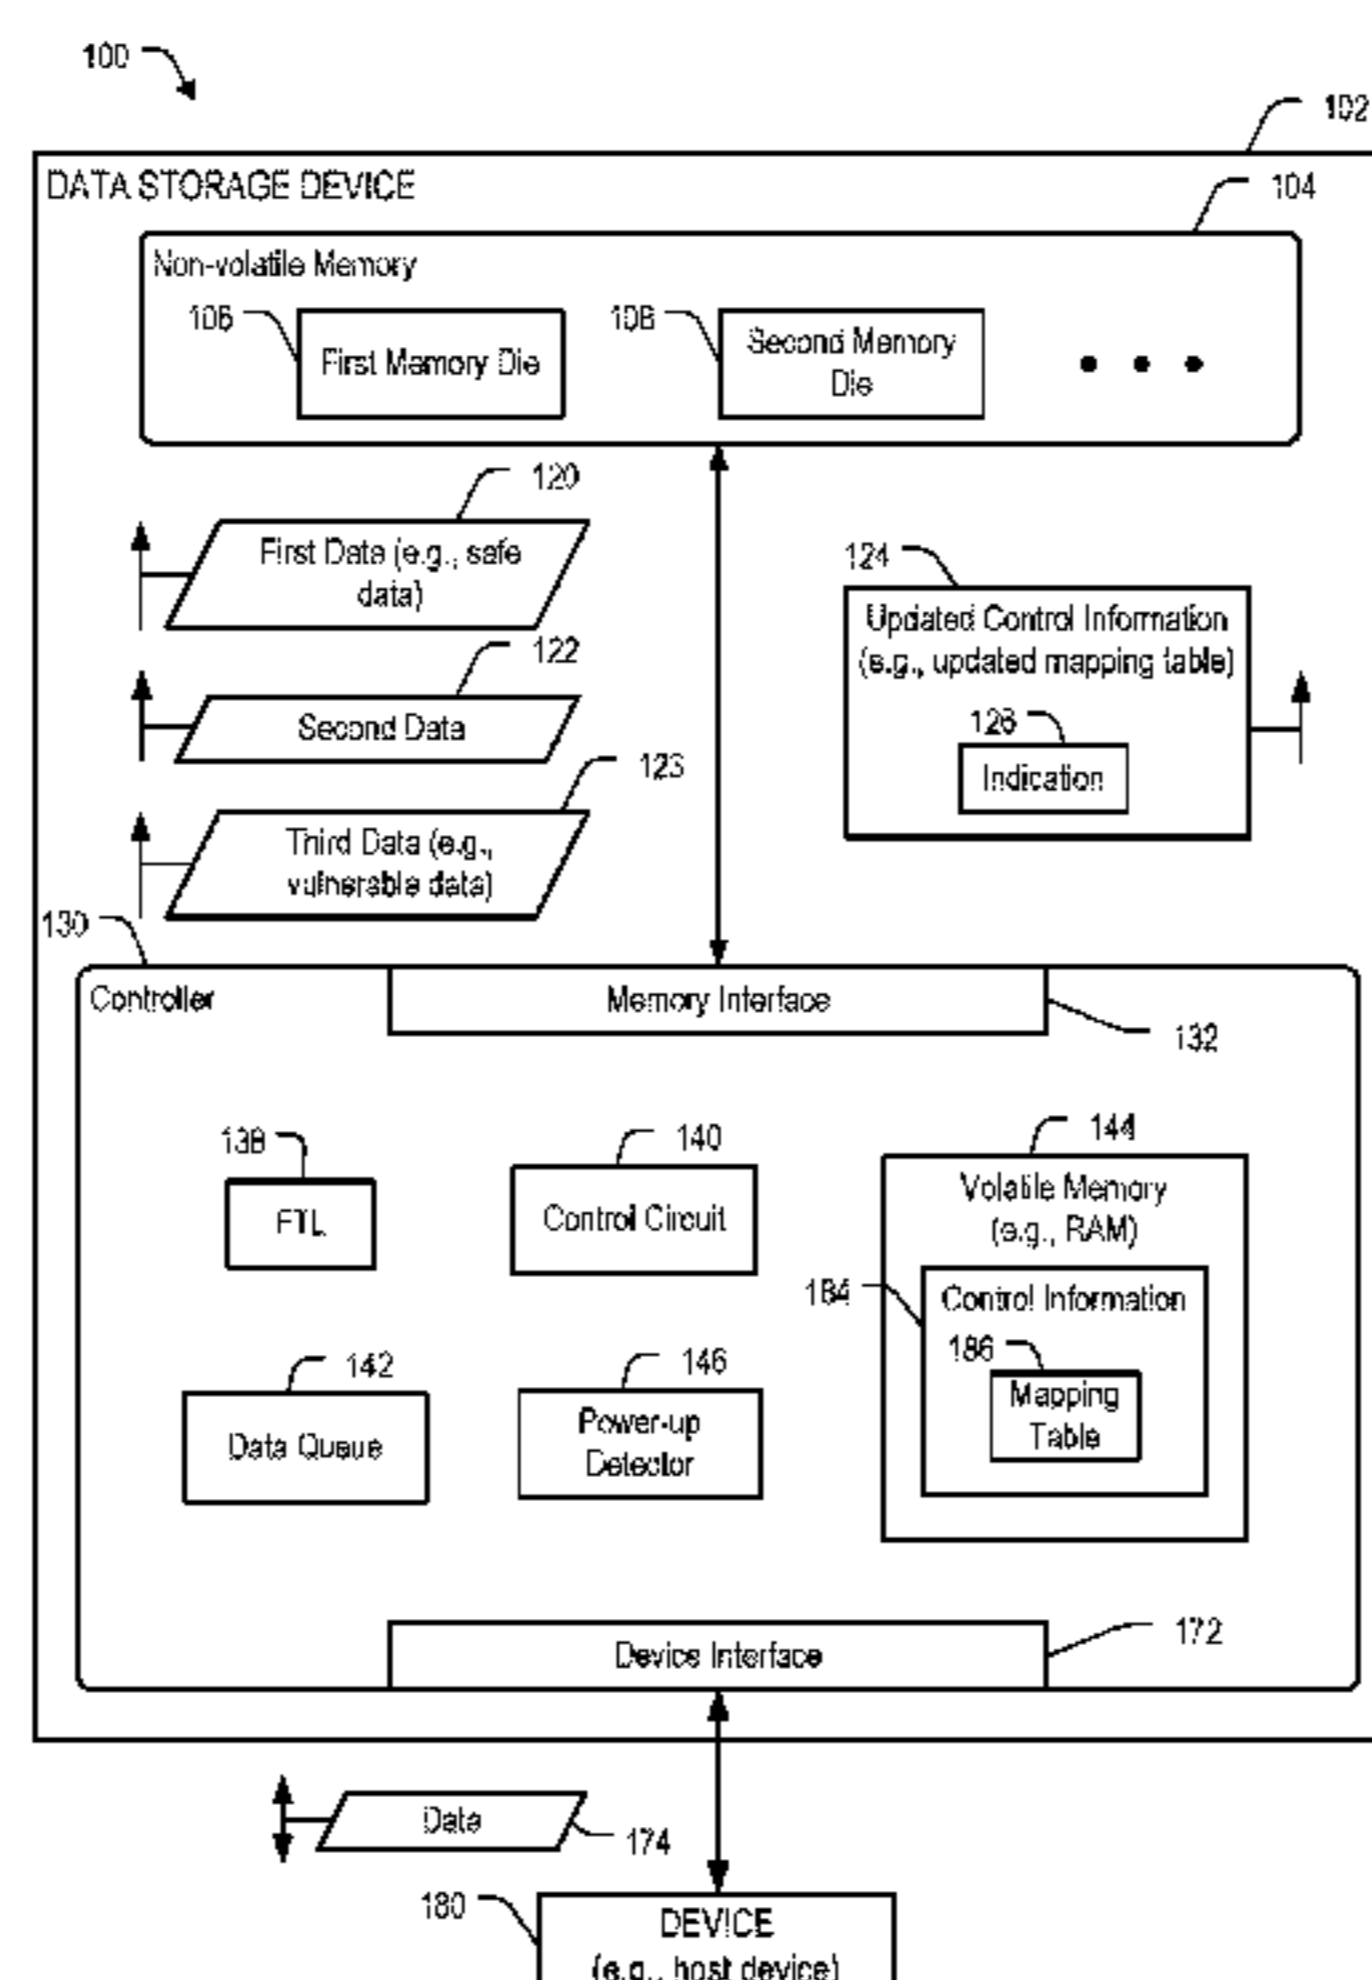 100
102
DATA STORAGE DEVICE
104
Non-volatile Memory
106
First Memory Die
108
Second Memory
Die
120
First Data (e.g., safe
data)
122
Second Data
123
Third Data (e.g.,
vulnerable data)
124
Updated Control Information
(e.g., updated mapping table)
126
Indication
130
Controller
Memory Interface
132
138
FTL
140
Control Circuit
144
Volatile Memory
(e.g., RAM)
184
Control Information
186
Mapping
Table
142
Data Queue
146
Power-up
Detector
Device Interface
172
Data
174
180
DEVICE
(e.g., host device)